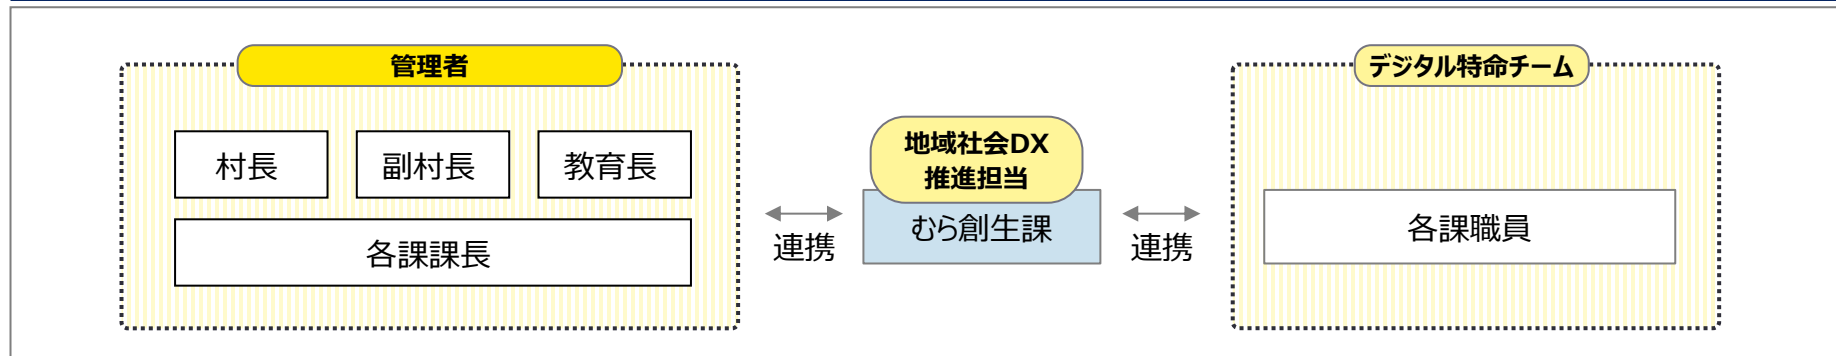 管理者
村長
副村長
教育長
各課課長
連携
地域社会DX
推進担当
むら創生課
連携
デジタル特命チーム
各課職員